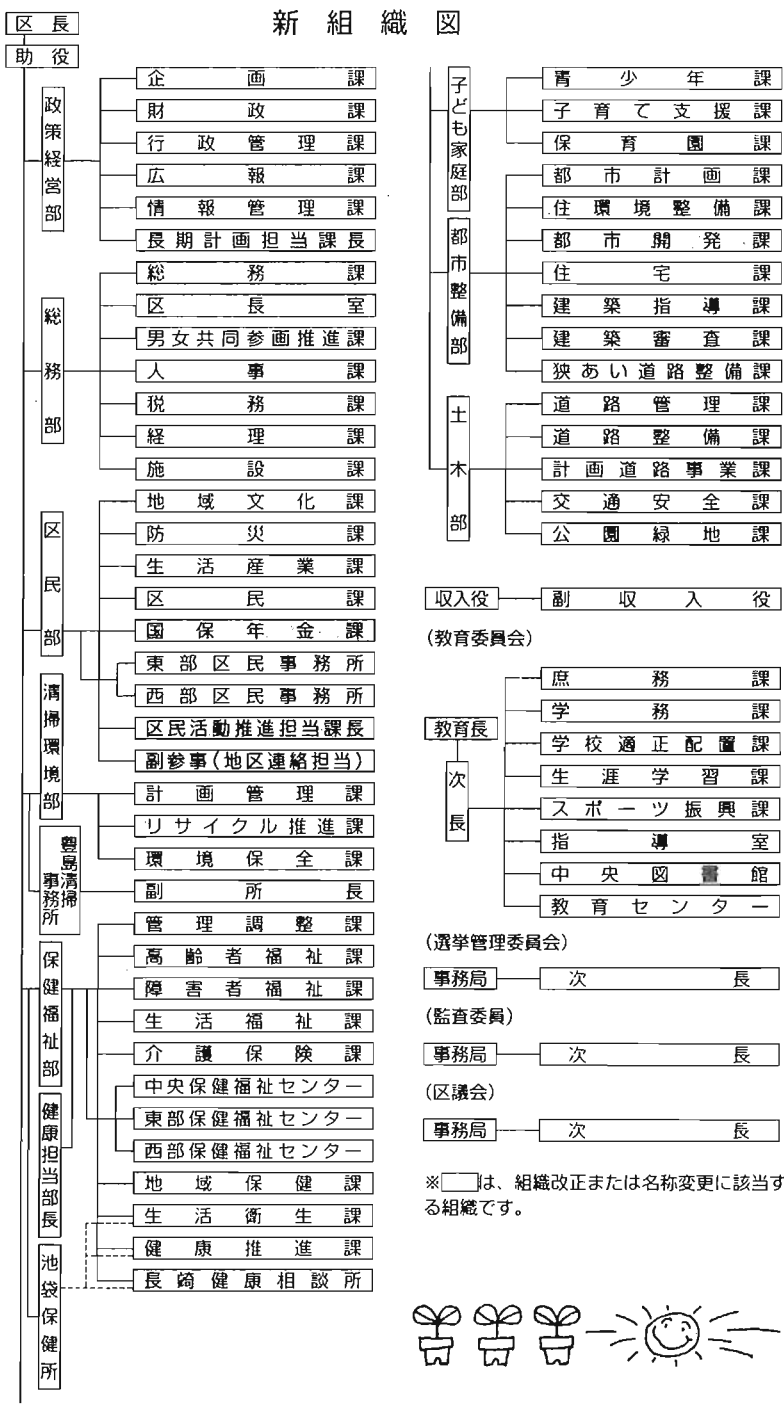 新組織図
区長
助役
政策経営部
企画課
財政課
行政管理課
広報課
情報管理課
長期計画担当課長
総務部
総務課
区長室
男女共同参画推進課
人事課
税務課
経理課
施設課
区民部
地域文化課
防災課
生活産業課
区民課
国保年金課
東部区民事務所
西部区民事務所
区民活動推進担当課長
副参事(地区連絡担当)
清掃環境部
計画管理課
リサイクル推進課
環境保全課
豊島清掃
事務所
副所長
保健福祉部
管理調整課
高齢者福祉課
障害者福祉課
生活福祉課
介護保険課
中央保健福祉センター
東部保健福祉センター
西部保健福祉センター
健康担当部長
地域保健課
生活衛生課
健康推進課
長崎健康相談所
池袋保健所
子ども家庭部
青少年課
子育て支援課
保育園課
都市整備部
都市計画課
住環境整備課
都市開発課
住宅課
建築指導課
建築審査課
狭あい道路整備課
土木部
道路管理課
道路整備課
計画道路事業課
交通安全課
公園緑地課
収入役
副収入役
(教育委員会)
教育長
次長
庶務課
学務課
学校適正配置課
生涯学習課
スポーツ振興課
指導室
中央図書館
教育センター
(選挙管理委員会)
事務局
次長
(監査委員)
事務局
次長
(区議会)
事務局
次長
※□は、組織改正または名称変更に該当す
る組織です。